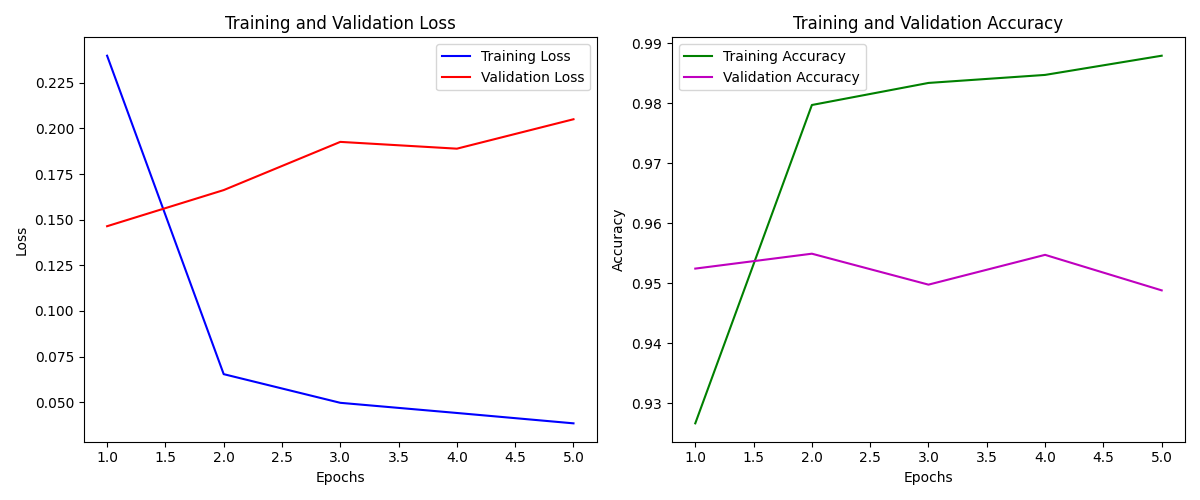 Training and Validation Loss
Training Loss
Validation Loss
0.225
0.200
0.175
0.150
0.125
0.100
0.075
0.050
Loss
1.0 1.5 2.0 2.5 3.0 3.5 4.0 4.5 5.0
Epochs
Training and Validation Accuracy
Training Accuracy
Validation Accuracy
0.99
0.98
0.97
0.96
0.95
0.94
0.93
Accuracy
1.0 1.5 2.0 2.5 3.0 3.5 4.0 4.5 5.0
Epochs